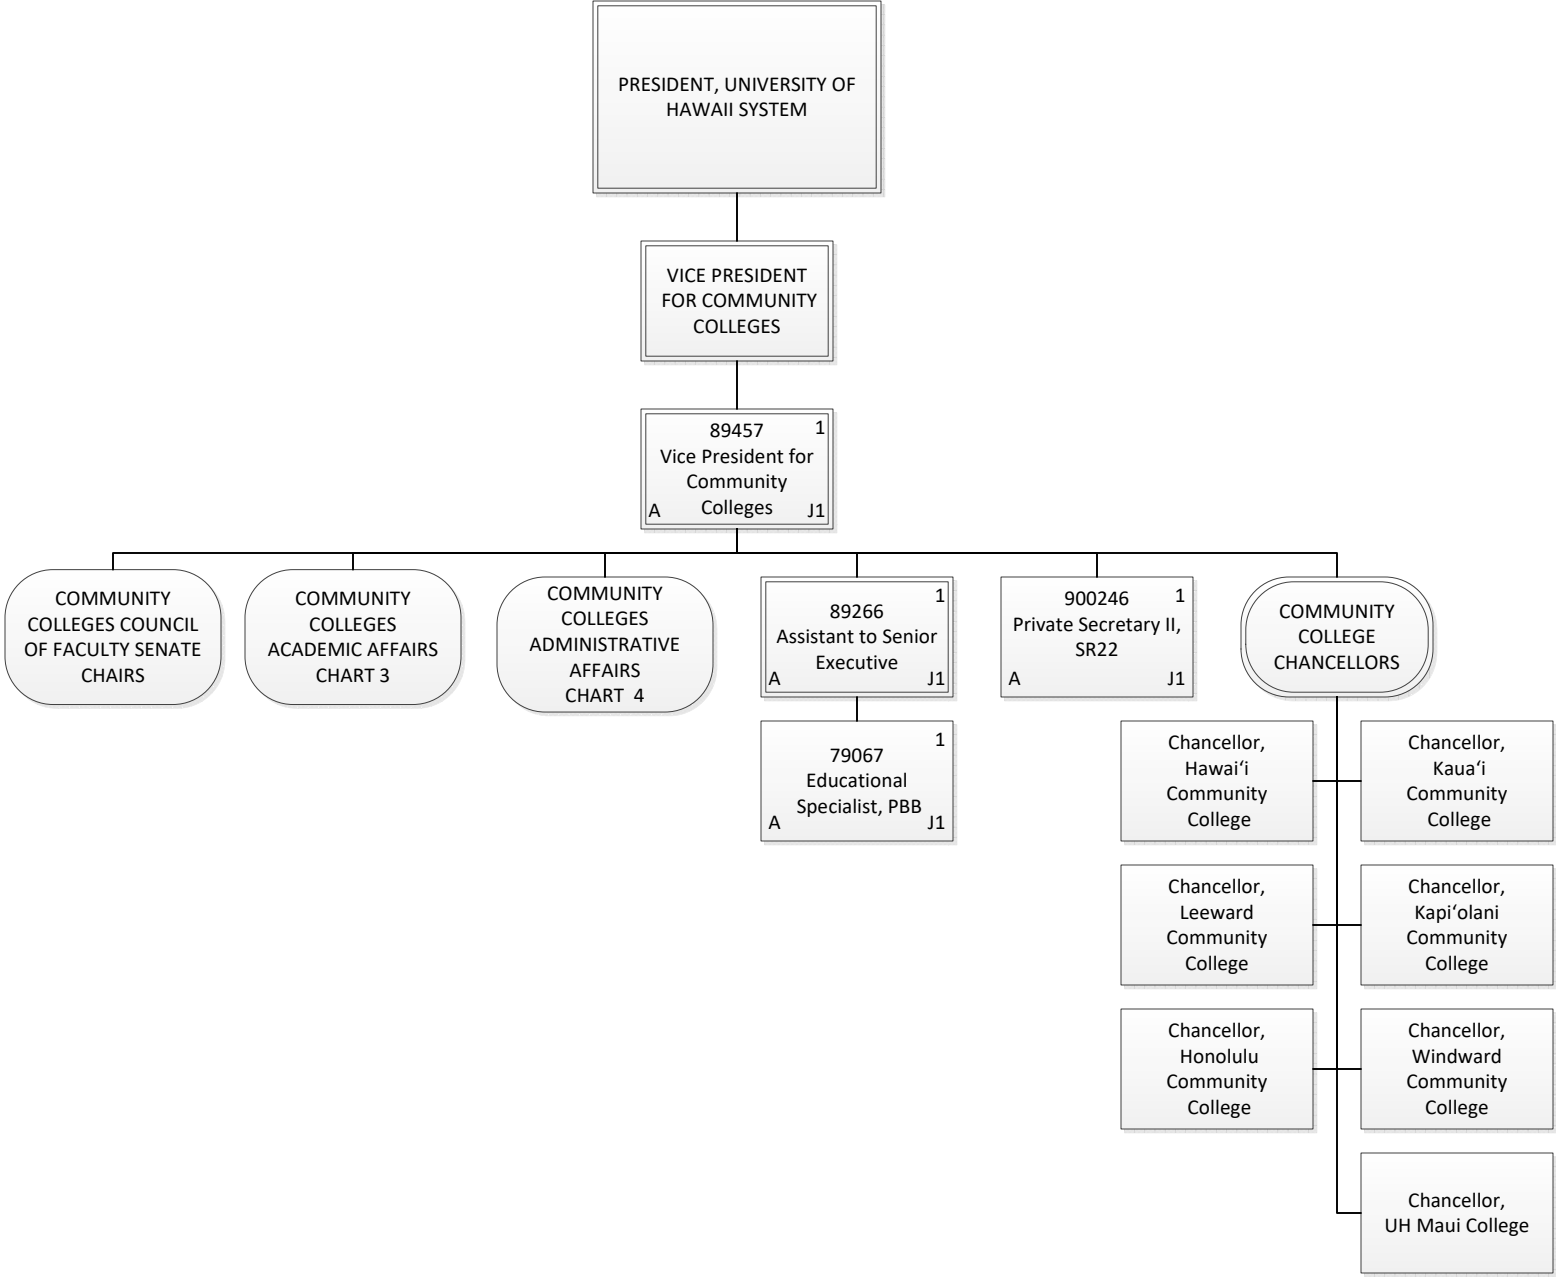 PRESIDENT, UNIVERSITY OF
HAWAII SYSTEM
VICE PRESIDENT
FOR COMMUNITY
COLLEGES
89457 1
Vice President for
Community
A Colleges J1
COMMUNITY
COLLEGES COUNCIL
OF FACULTY SENATE
CHAIRS
COMMUNITY
COLLEGES
ACADEMIC AFFAIRS
CHART 3
COMMUNITY
COLLEGES
ADMINISTRATIVE
AFFAIRS
CHART 4
1
89266
Assistant to Senior
Executive
A J1
900246 1
Private Secretary II,
SR22
A J1
COMMUNITY
COLLEGE
CHANCELLORS
1
79067
Educational
Specialist, PBB
A J1
Chancellor,
Hawaiʻi
Community
College
Chancellor,
Kauaʻi
Community
College
Chancellor,
Leeward
Community
College
Chancellor,
Kapiʻolani
Community
College
Chancellor,
Honolulu
Community
College
Chancellor,
Windward
Community
College
Chancellor,
UH Maui College